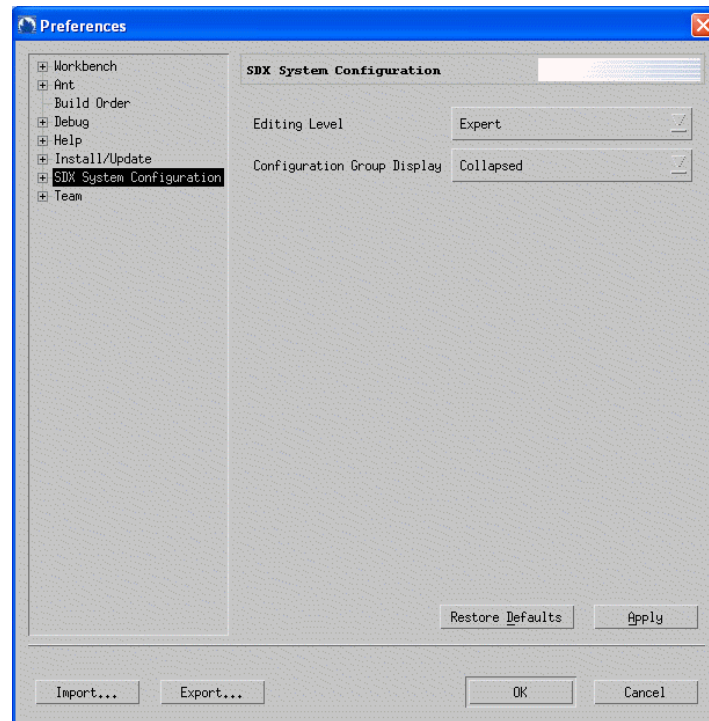 Preferences
Workbench
Ant
Build Order
Debug
Help
Install/Update
SDX System Configuration
Team
SDX System Configuration
Editing Level Expert
Configuration Group Display Collapsed
Restore Defaults Apply
Import... Export... OK Cancel